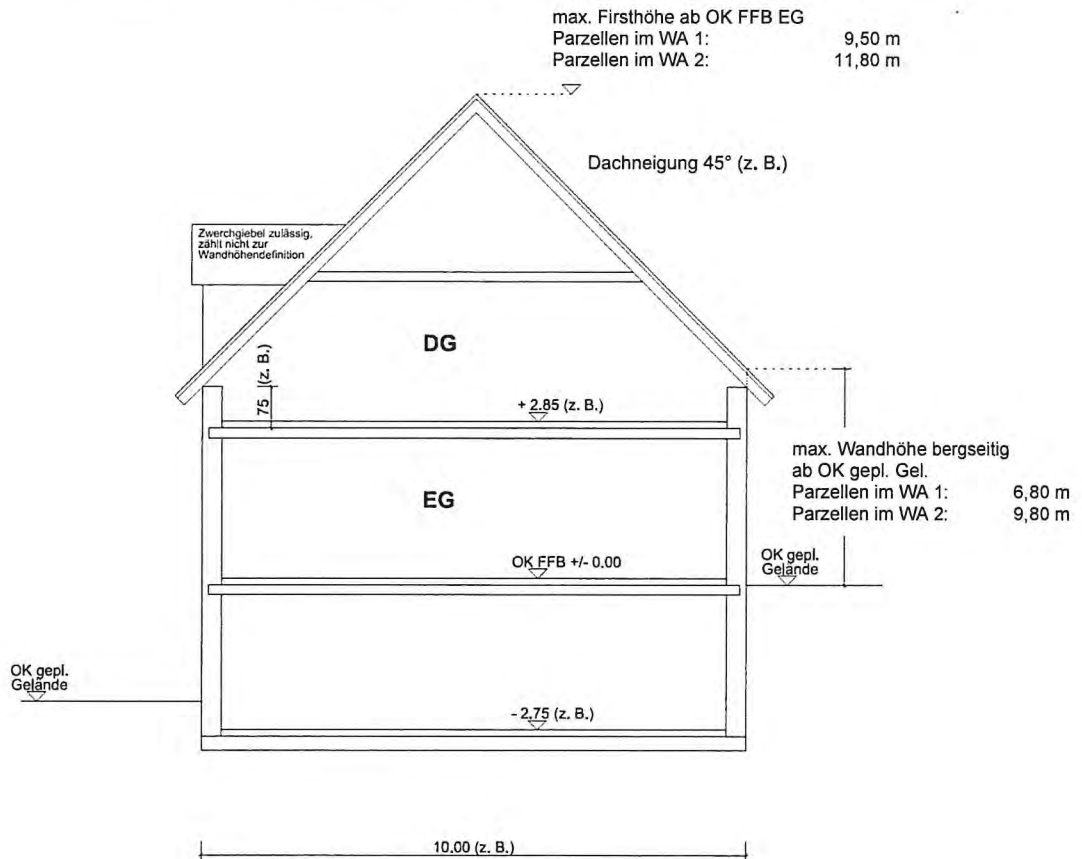 max. Firsthöhe ab OK FFB EG
Parzellen im WA 1: 9,50 m
Parzellen im WA 2: 11,80 m
Dachneigung 45° (z. B.)
Zwerchgiebel zulässig,
zählt nicht zur
Wandhöhendefinition
DG
75 (z. B.)
+ 2.85 (z. B.)
max. Wandhöhe bergseitig
ab OK gepl. Gel.
Parzellen im WA 1: 6,80 m
Parzellen im WA 2: 9,80 m
EG
OK FFB +/- 0.00
OK gepl.
Gelände
OK gepl.
Gelände
- 2.75 (z. B.)
10.00 (z. B.)